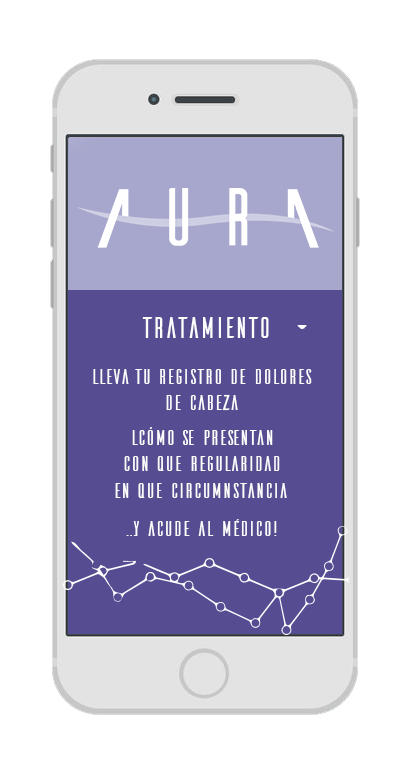 AURA
TRATAMIENTO
LLEVA TU REGISTRO DE DOLORES
DE CABEZA
LCÓMO SE PRESENTAN
CON QUE REGULARIDAD
EN QUE CIRCUMNSTANCIA
...Y ACUDE AL MÉDICO!